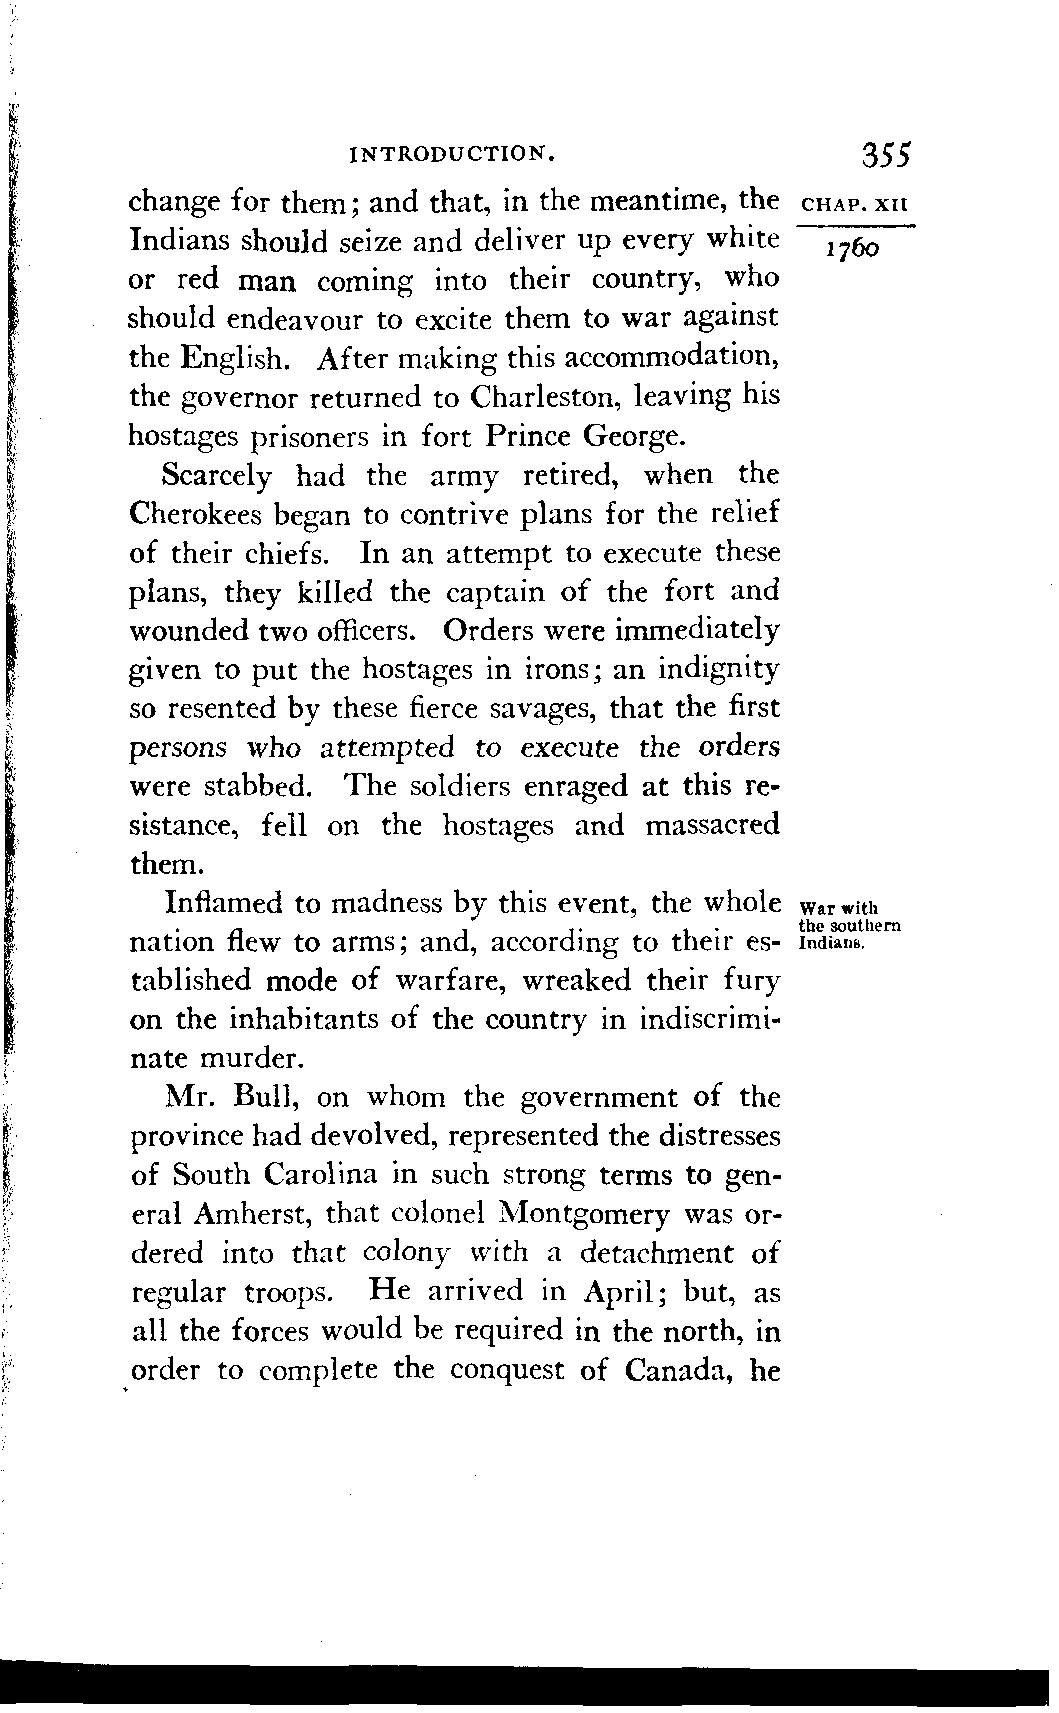 INTRODUCTION. 355
change for them; and that, in the meantime, the CHAP. XII
Indians should seize and deliver up every white 1760
or red man coming into their country, who
should endeavour to excite them to war against
the English. After making this accommodation,
the governor returned to Charleston, leaving his
hostages prisoners in fort Prince George.
Scarcely had the army retired, when the
Cherokees began to contrive plans for the relief
of their chiefs. In an attempt to execute these
plans, they killed the captain of the fort and
wounded two officers. Orders were immediately
given to put the hostages in irons; an indignity
so resented by these fierce savages, that the first
persons who attempted to execute the orders
were stabbed. The soldiers enraged at this re-
sistance, fell on the hostages and massacred
them.
Inflamed to madness by this event, the whole
nation flew to arms; and, according to their es-
tablished mode of warfare, wreaked their fury
on the inhabitants of the country in indiscrimi-
nate murder.
War with
the southern
Indians.
Mr. Bull, on whom the government of the
province had devolved, represented the distresses
of South Carolina in such strong terms to gen-
eral Amherst, that colonel Montgomery was or-
dered into that colony with a detachment of
regular troops. He arrived in April; but, as
all the forces would be required in the north, in
order to complete the conquest of Canada, he